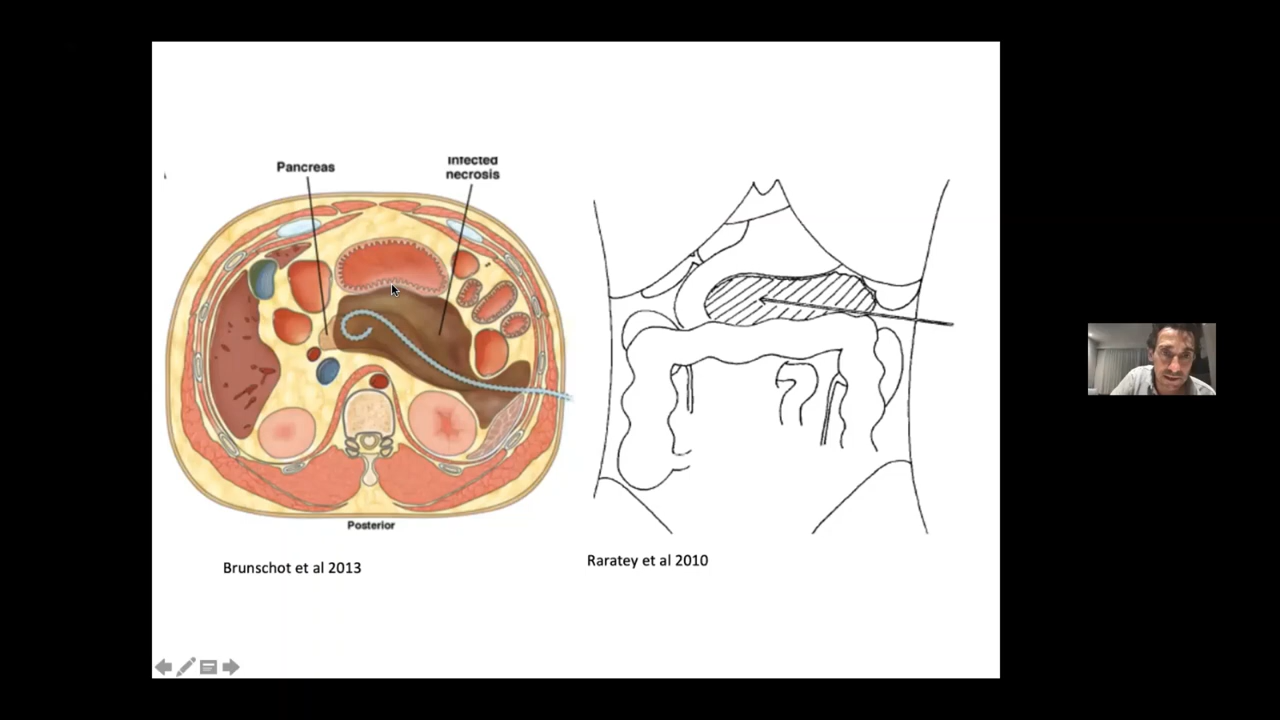 Pancreas
Infected
necrosis
Posterior
Brunschot et al 2013
Raratey et al 2010